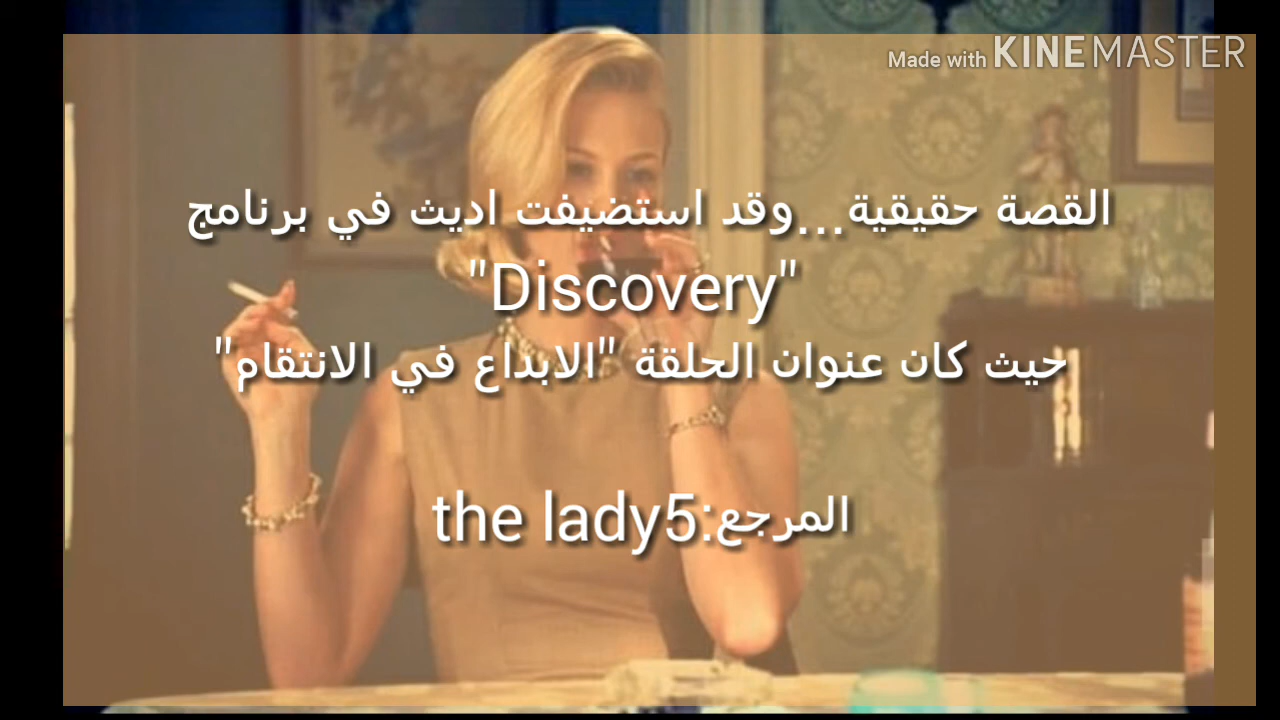 Made with KINEMASTER
القصة حقيقية...وقد استضيفت اديث في برنامج
"Discovery"
حيث كان عنوان الحلقة "الابداع في الانتقام"
المرجع:the lady5